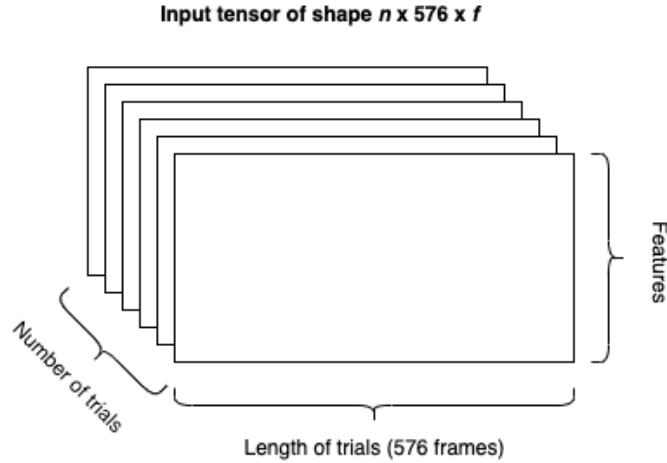 Input tensor of shape n x 576 x f
Features
Number of trials
Length of trials (576 frames)